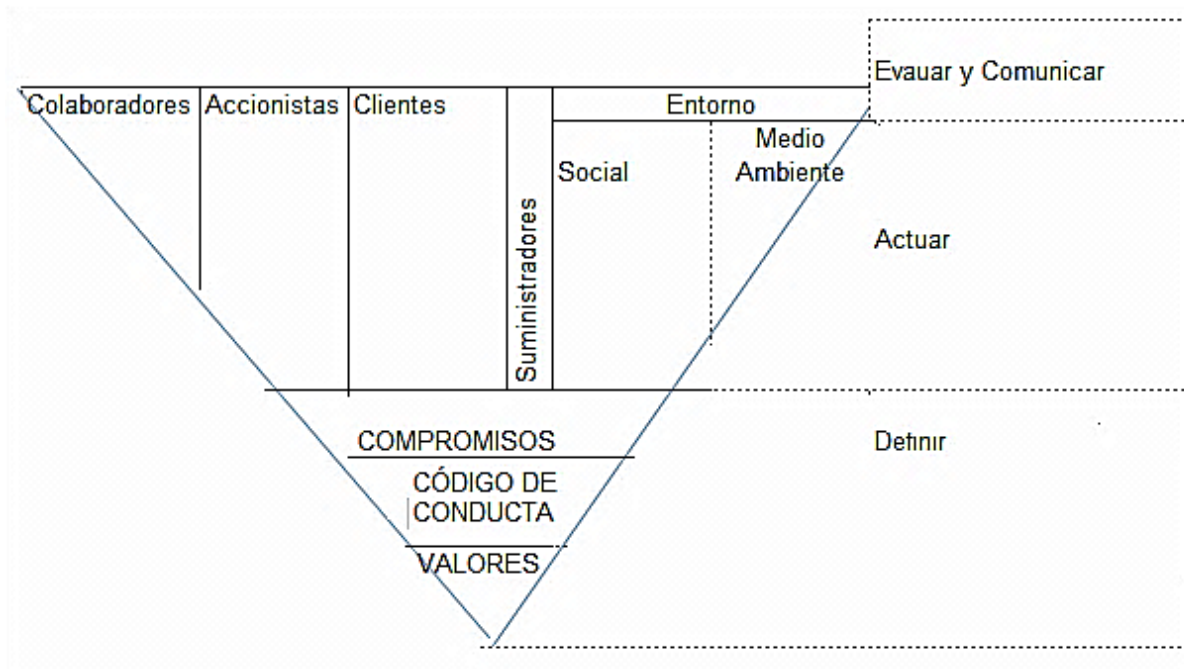 Evauar y Comunicar
Colaboradores Accionistas Clientes
Entorno
Medio
Ambiente
Social
Suministradores
Actuar
COMPROMISOS
Definir
CÓDIGO DE
CONDUCTA
VALORES